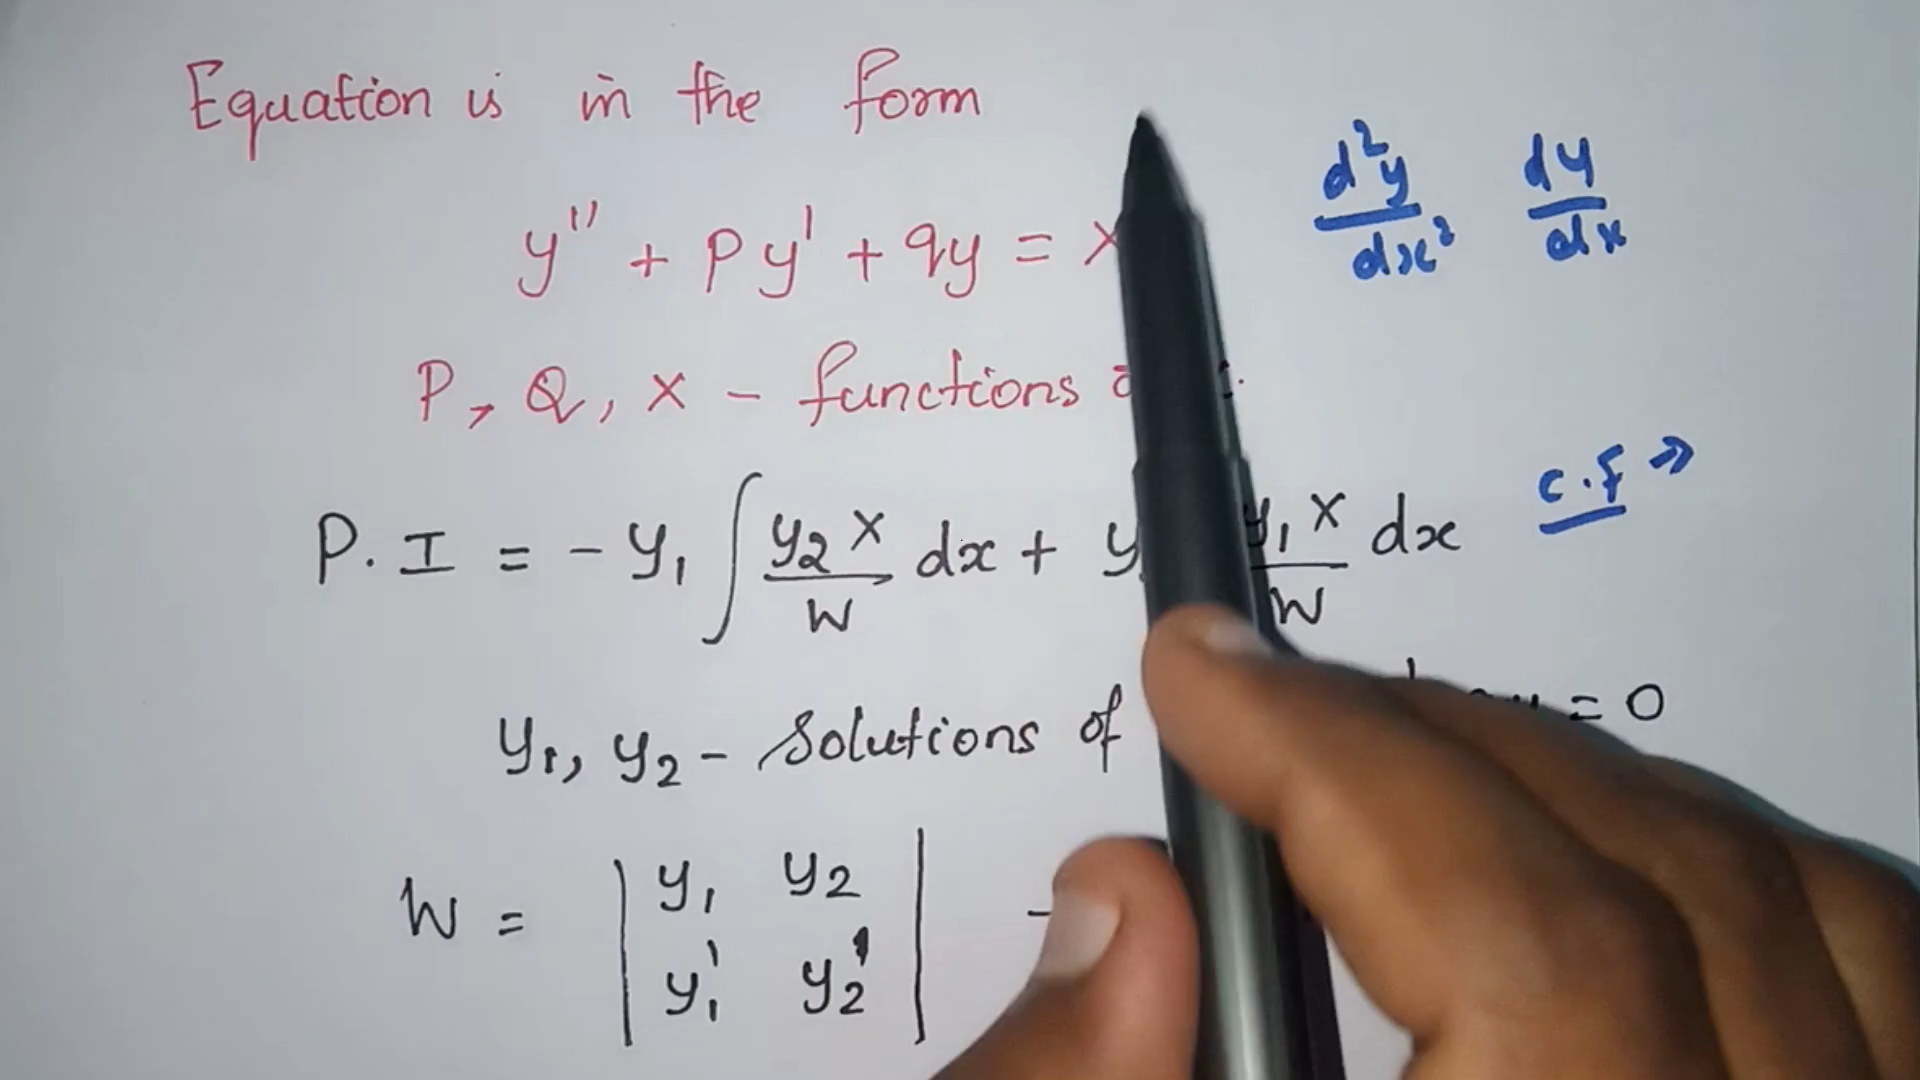 Equation is in the form
y'' + py' + qy = X
d²y/dx² dy/dx
P, Q, X - functions
P.I = -y₁ ∫ y₂X/W dx + y y₁X/W dx
C.F →
y₁, y₂ - Solutions of = 0
W = | y₁ y₂ |
| y₁' y₂' |